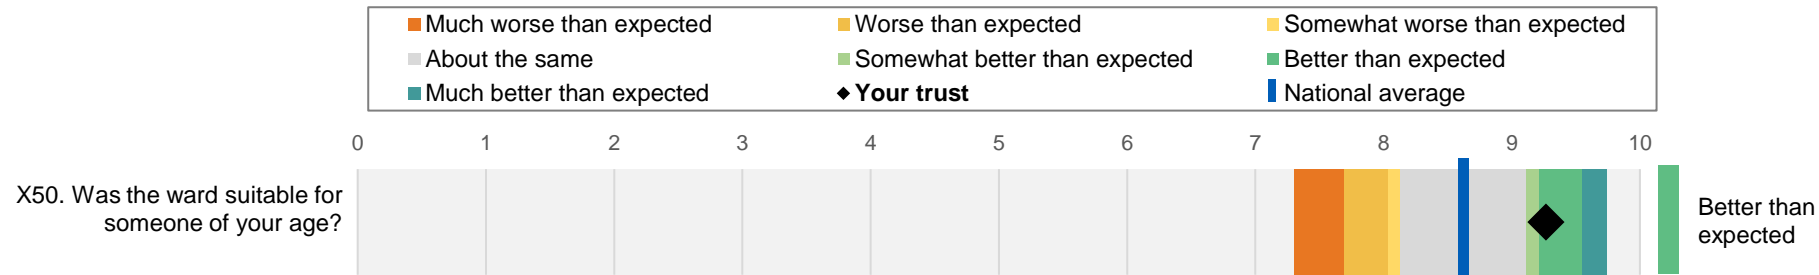 Much worse than expected Worse than expected Somewhat worse than expected
About the same Somewhat better than expected Better than expected
Much better than expected Your trust National average
0 1 2 3 4 5 6 7 8 9 10
X50. Was the ward suitable for
someone of your age?
Better than
expected